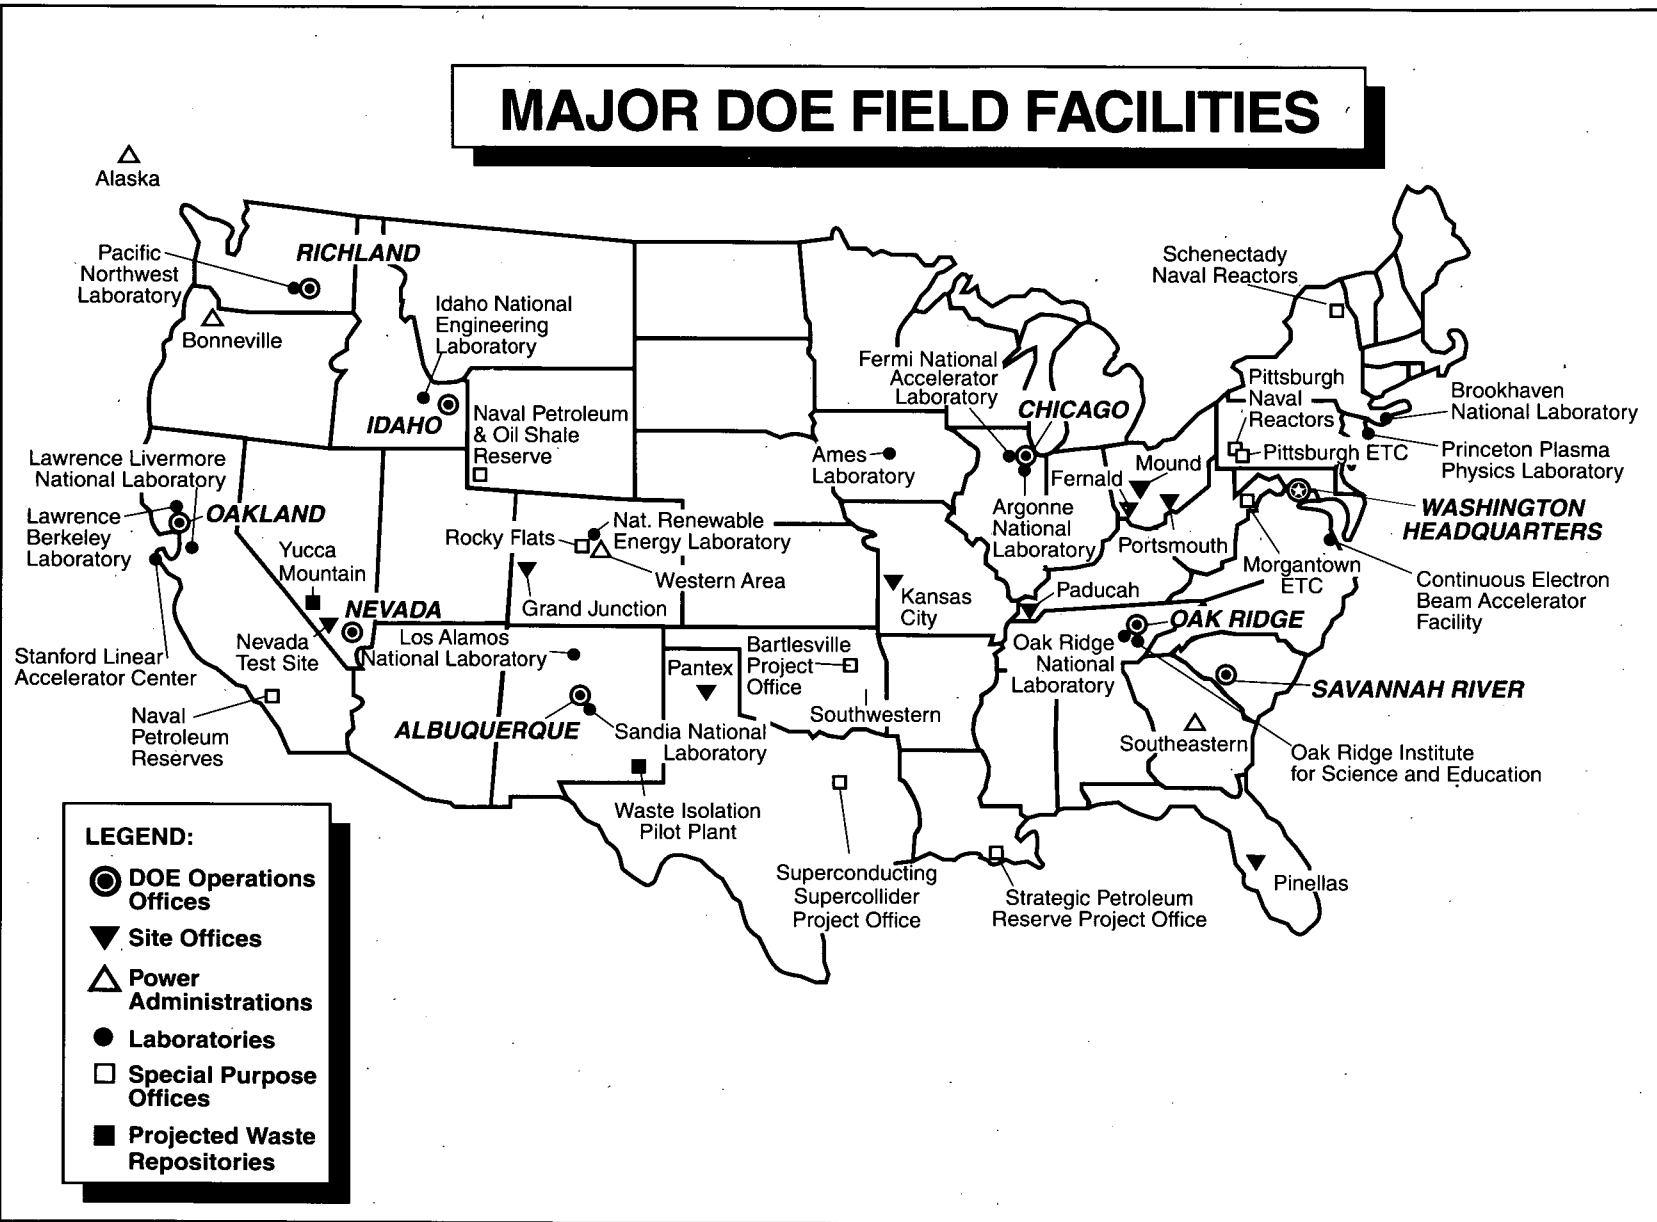 MAJOR DOE FIELD FACILITIES
Alaska
Pacific
Northwest
Laboratory
RICHLAND
Bonneville
Idaho National
Engineering
Laboratory
IDAHO
Naval Petroleum
& Oil Shale
Reserve
Lawrence Livermore
National Laboratory
Lawrence
Berkeley
Laboratory
OAKLAND
Yucca
Mountain
NEVADA
Nevada
Test Site
Stanford Linear
Accelerator Center
Naval
Petroleum
Reserves
Rocky Flats
Nat. Renewable
Energy Laboratory
Western Area
Grand Junction
Los Alamos
National Laboratory
ALBUQUERQUE
Sandia National
Laboratory
Waste Isolation
Pilot Plant
Pantex
Bartlesville
Project
Office
Southwestern
Superconducting
Supercollider
Project Office
Strategic Petroleum
Reserve Project Office
Kansas
City
Ames
Laboratory
Fermi National
Accelerator
Laboratory
CHICAGO
Argonne
National
Laboratory
Fernald
Mound
Portsmouth
Paducah
Oak Ridge
National
Laboratory
OAK RIDGE
SAVANNAH RIVER
Southeastern
Oak Ridge Institute
for Science and Education
Pinellas
Schenectady
Naval Reactors
Pittsburgh
Naval
Reactors
Pittsburgh ETC
Brookhaven
National Laboratory
Princeton Plasma
Physics Laboratory
WASHINGTON
HEADQUARTERS
Morgantown
ETC
Continuous Electron
Beam Accelerator
Facility
LEGEND:
DOE Operations
Offices
Site Offices
Power
Administrations
Laboratories
Special Purpose
Offices
Projected Waste
Repositories